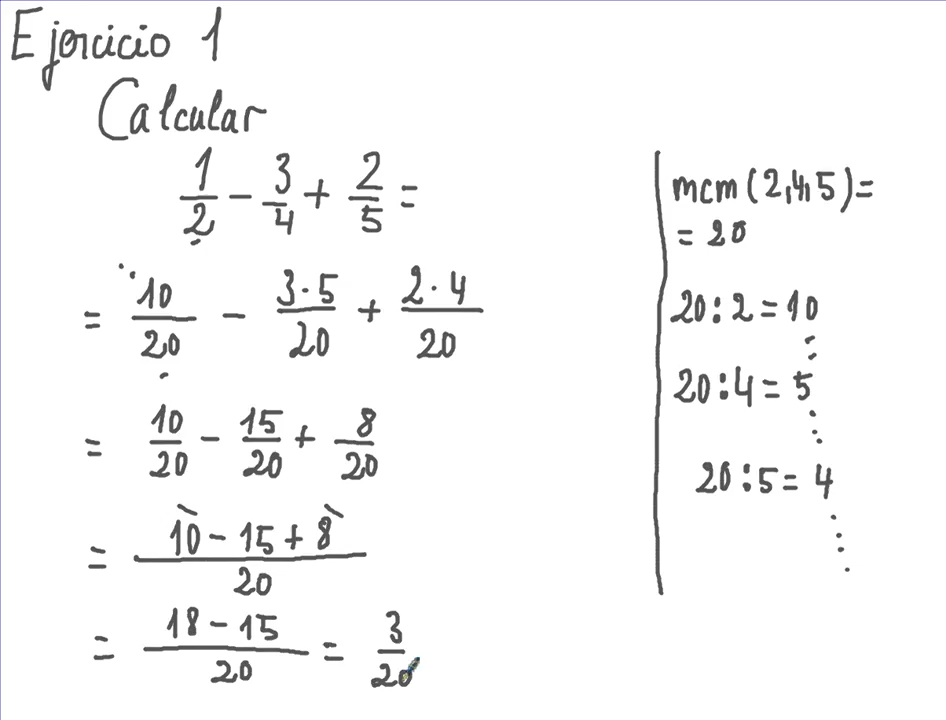 Ejercicio 1
Calcular
1/2 - 3/4 + 2/5 =
= 10/20 - 3·5/20 + 2·4/20
= 10/20 - 15/20 + 8/20
= 10 - 15 + 8/20
= 18 - 15/20 = 3/20
mcm (2,4,5) =
= 20
20 : 2 = 10
20 : 4 = 5
20 : 5 = 4